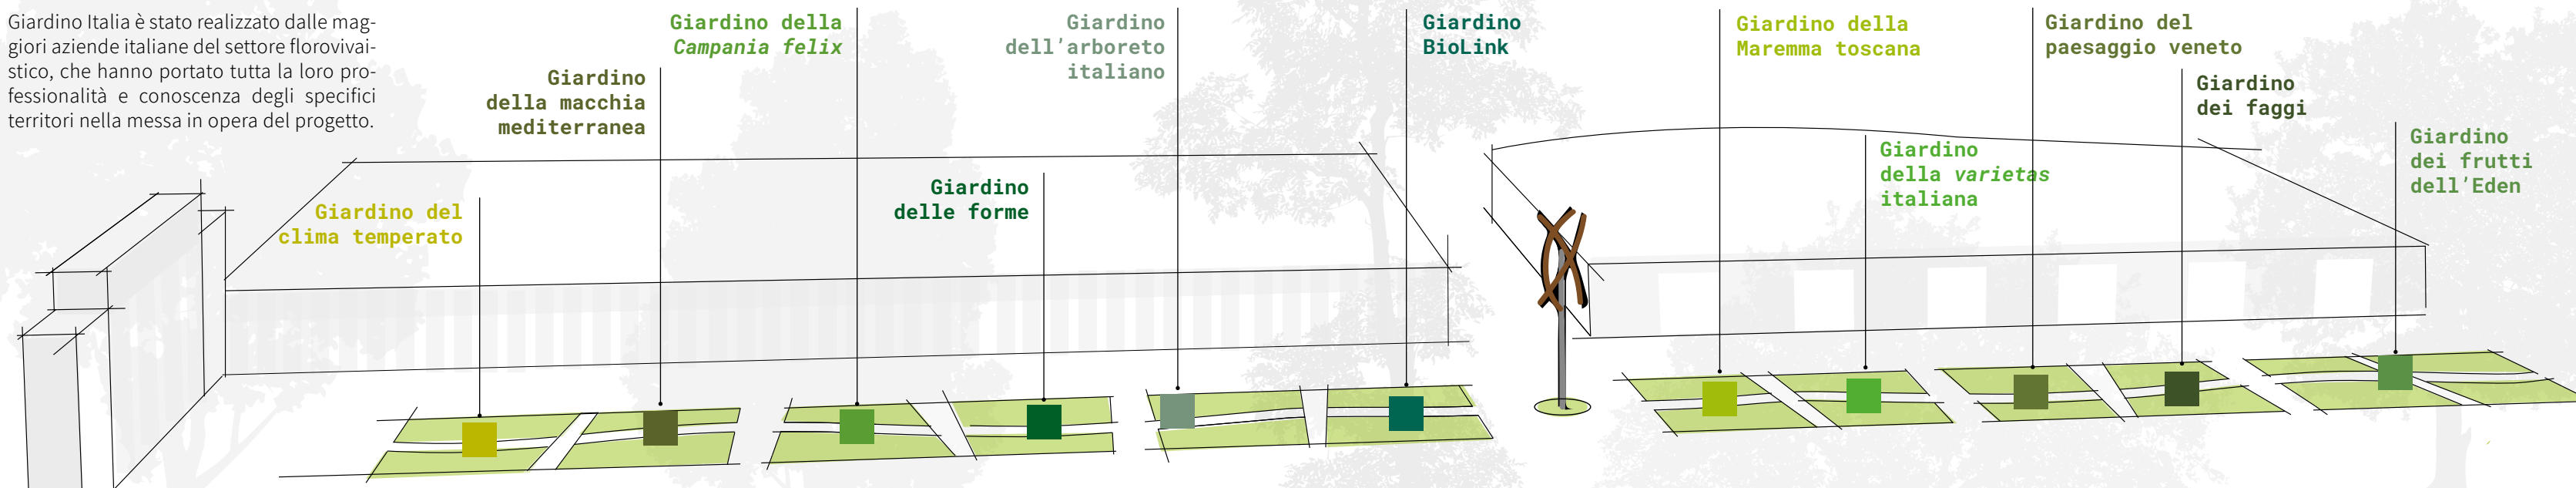 Giardino Italia è stato realizzato dalle mag-
giori aziende italiane del settore florovivai-
stico, che hanno portato tutta la loro pro-
fessionalità e conoscenza degli specifici
territori nella messa in opera del progetto.
Giardino del
clima temperato
Giardino
della macchia
mediterranea
Giardino della
Campania felix
Giardino
delle forme
Giardino
dell’arboreto
italiano
Giardino
BioLink
Giardino della
Maremma toscana
Giardino
della varietas
italiana
Giardino del
paesaggio veneto
Giardino
dei faggi
Giardino
dei frutti
dell’Eden